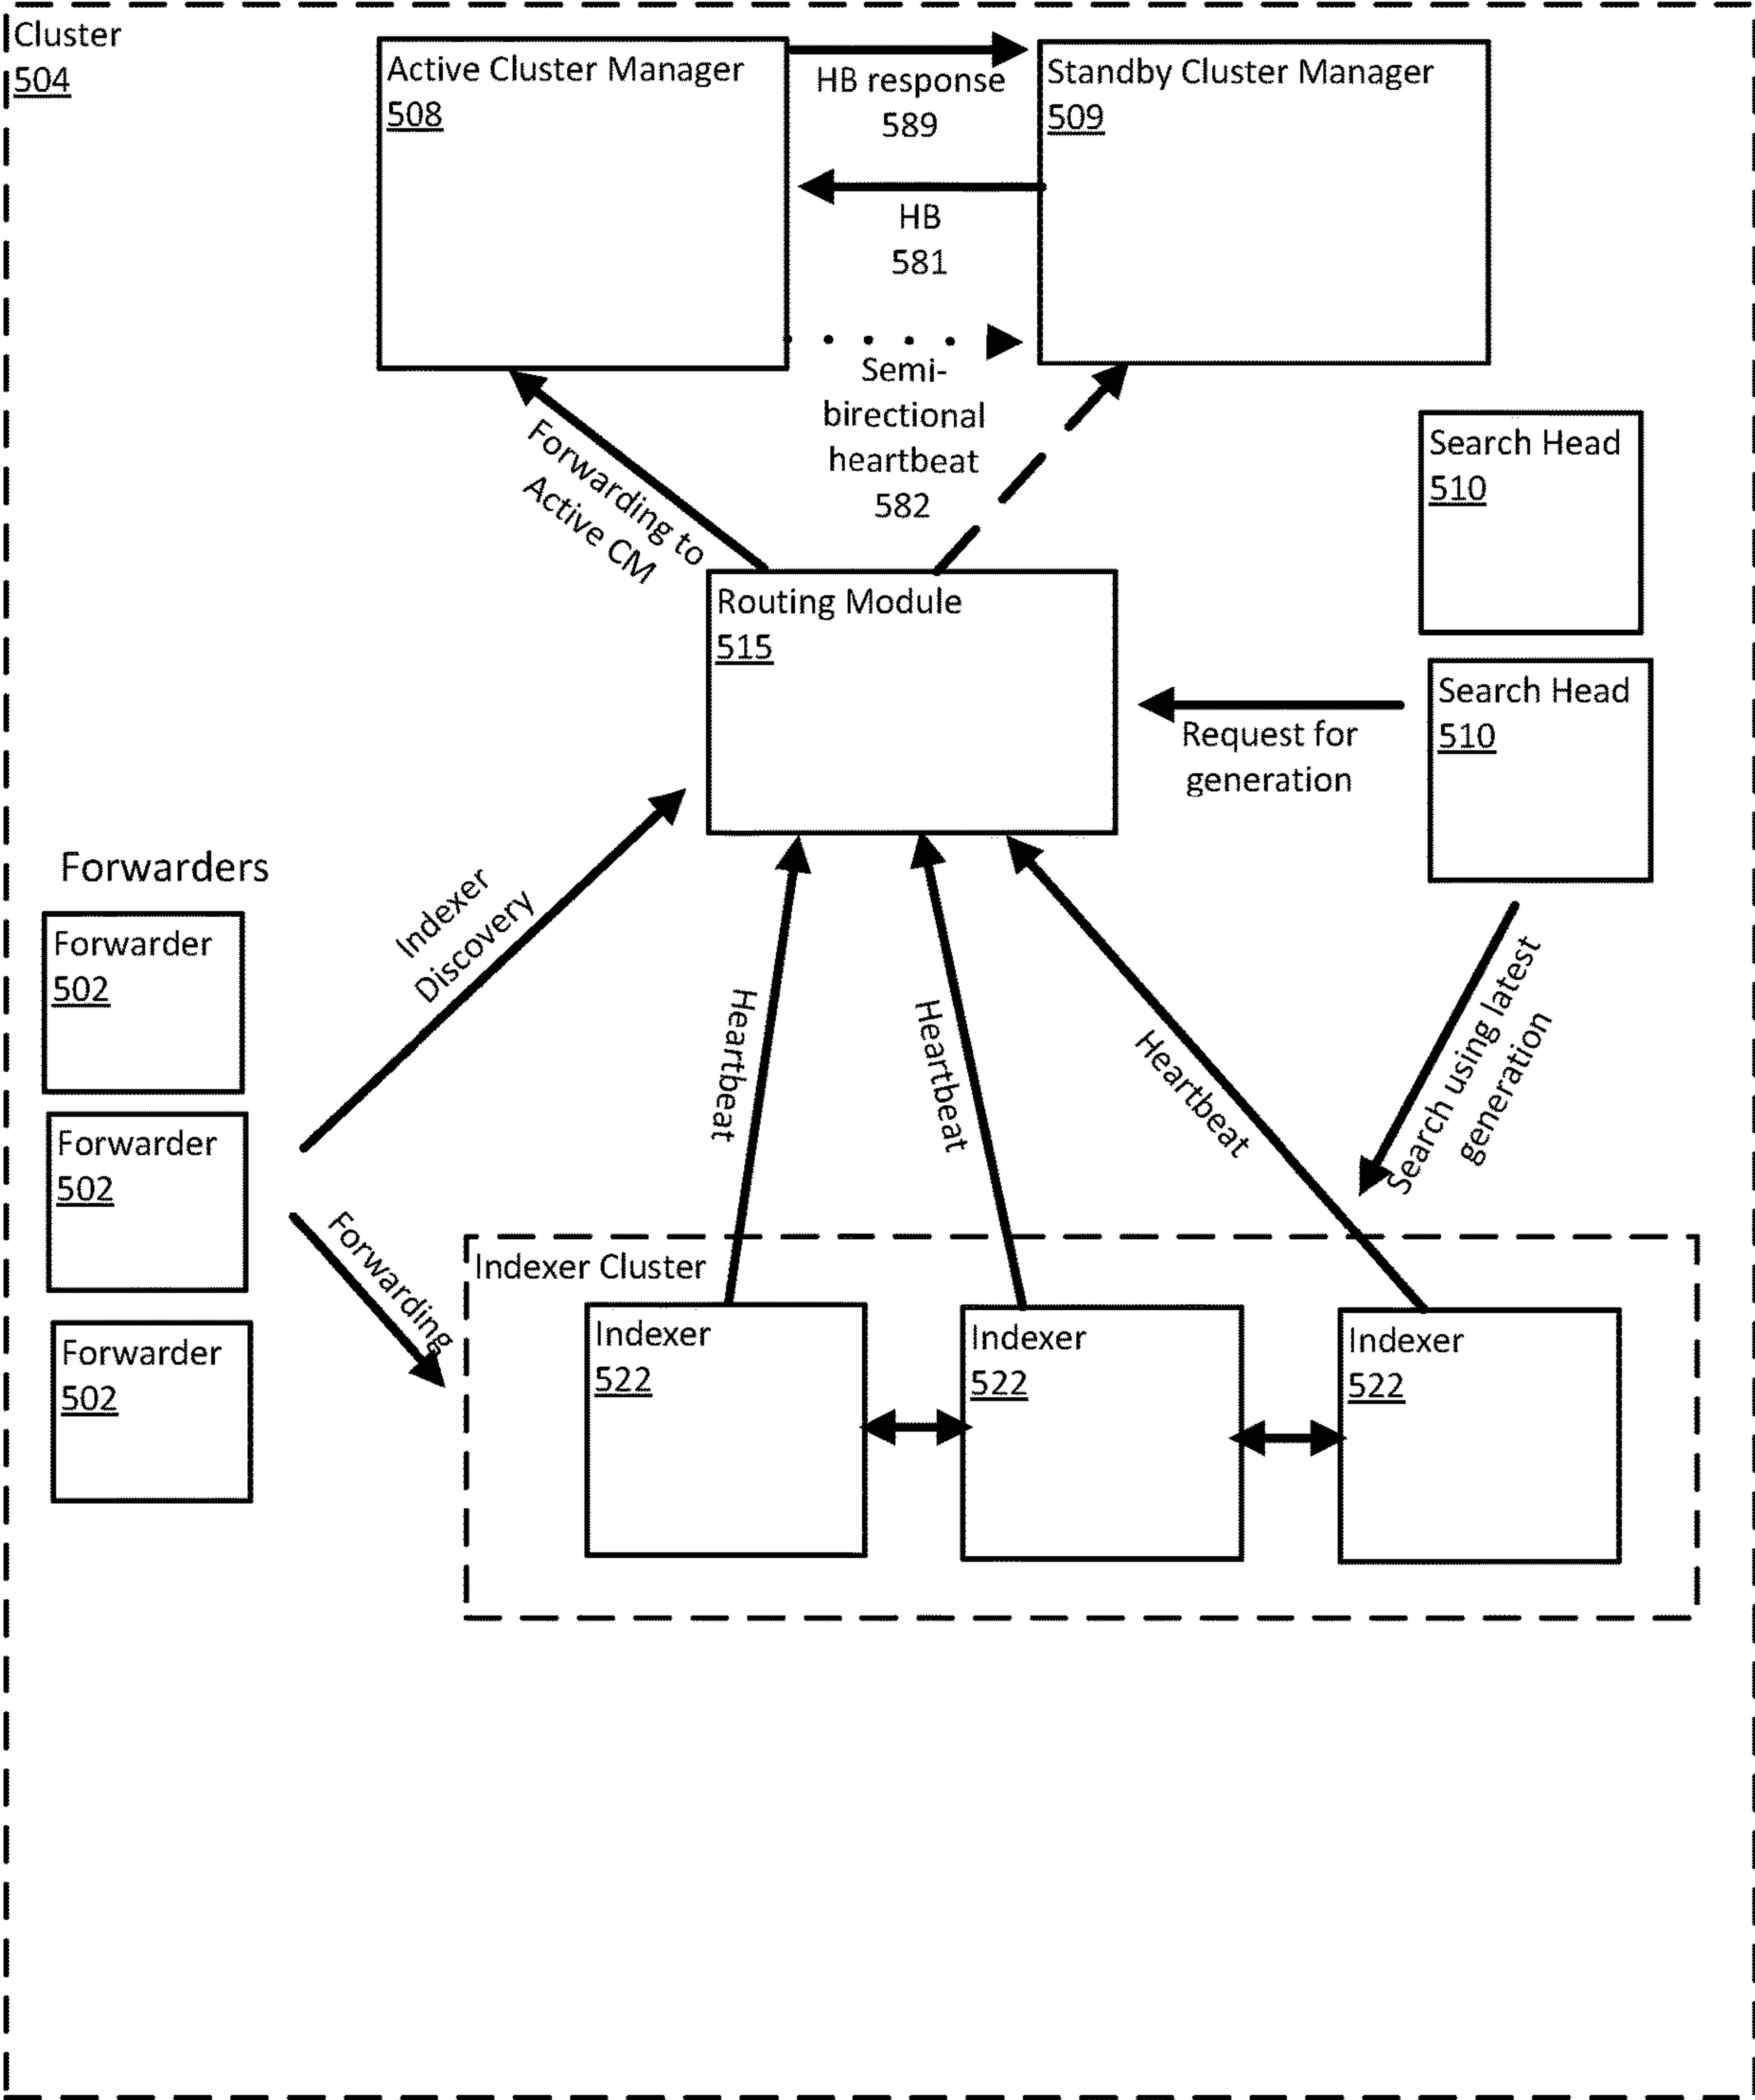 Cluster
504
Active Cluster Manager
508
HB response
589
Standby Cluster Manager
509
HB
581
Semi-
birectional
heartbeat
582
Forwarding to
Active CM
Search Head
510
Routing Module
515
Search Head
510
Request for
generation
Forwarders
Forwarder
502
Forwarder
502
Forwarder
502
Indexer
Discovery
Heartbeat
Heartbeat
Heartbeat
Search using latest
generation
Forwarding
Indexer Cluster
Indexer
522
Indexer
522
Indexer
522